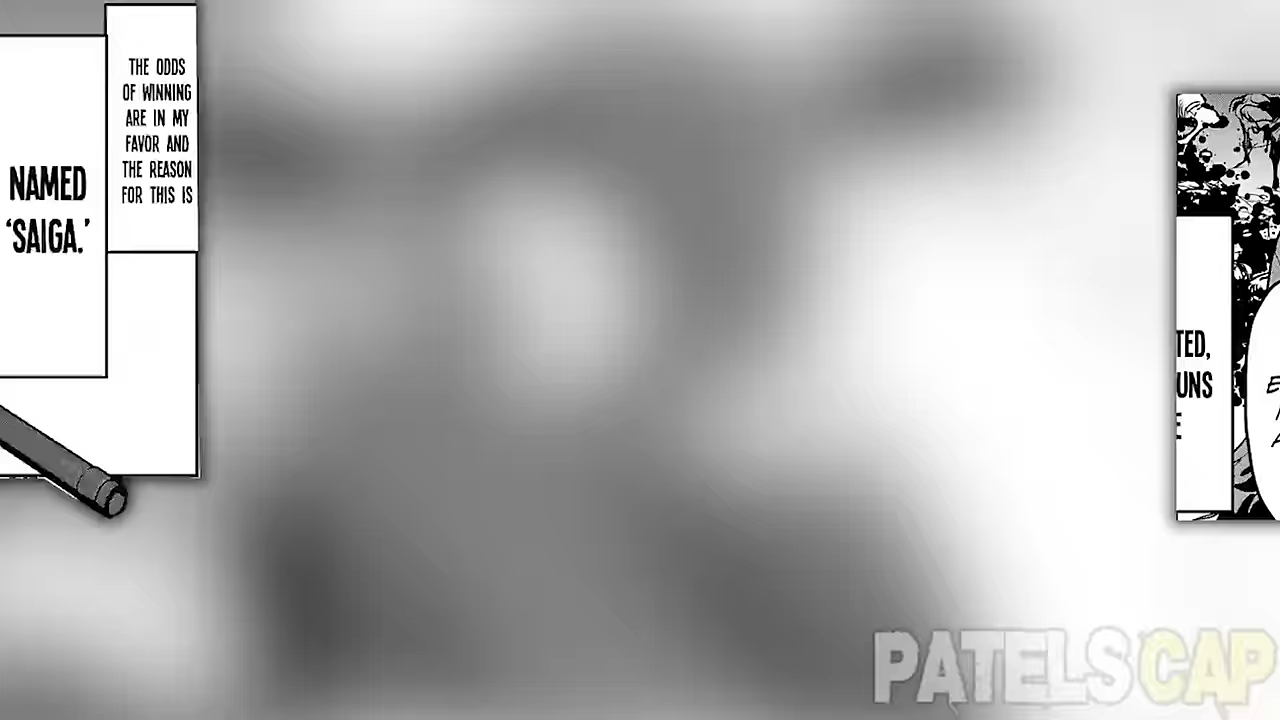 THE ODDS
OF WINNING
ARE IN MY
FAVOR AND
THE REASON
FOR THIS IS
NAMED
‘SAIGA.’
TED,
UNS
E
PATELSCAP